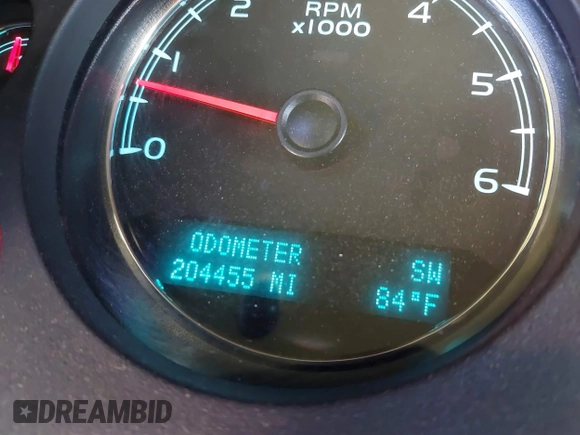 2
RPM
x1000
4
1
5
0
6
ODOMETER
SW
204455 MI
84°F
DREAMBID